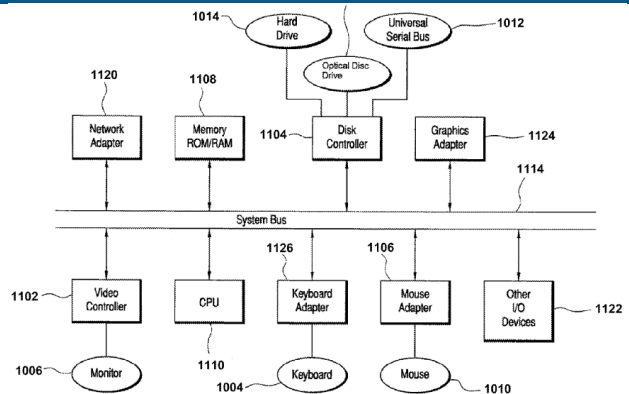 1014
Hard
Drive
Optical Disc
Drive
Universal
Serial Bus
1012
1120
Network
Adapter
1108
Memory
ROM/RAM
1104
Disk
Controller
Graphics
Adapter
1124
1114
System Bus
1102
Video
Controller
CPU
1110
1126
Keyboard
Adapter
1106
Mouse
Adapter
Other
I/O
Devices
1122
1006
Monitor
1004
Keyboard
Mouse
1010